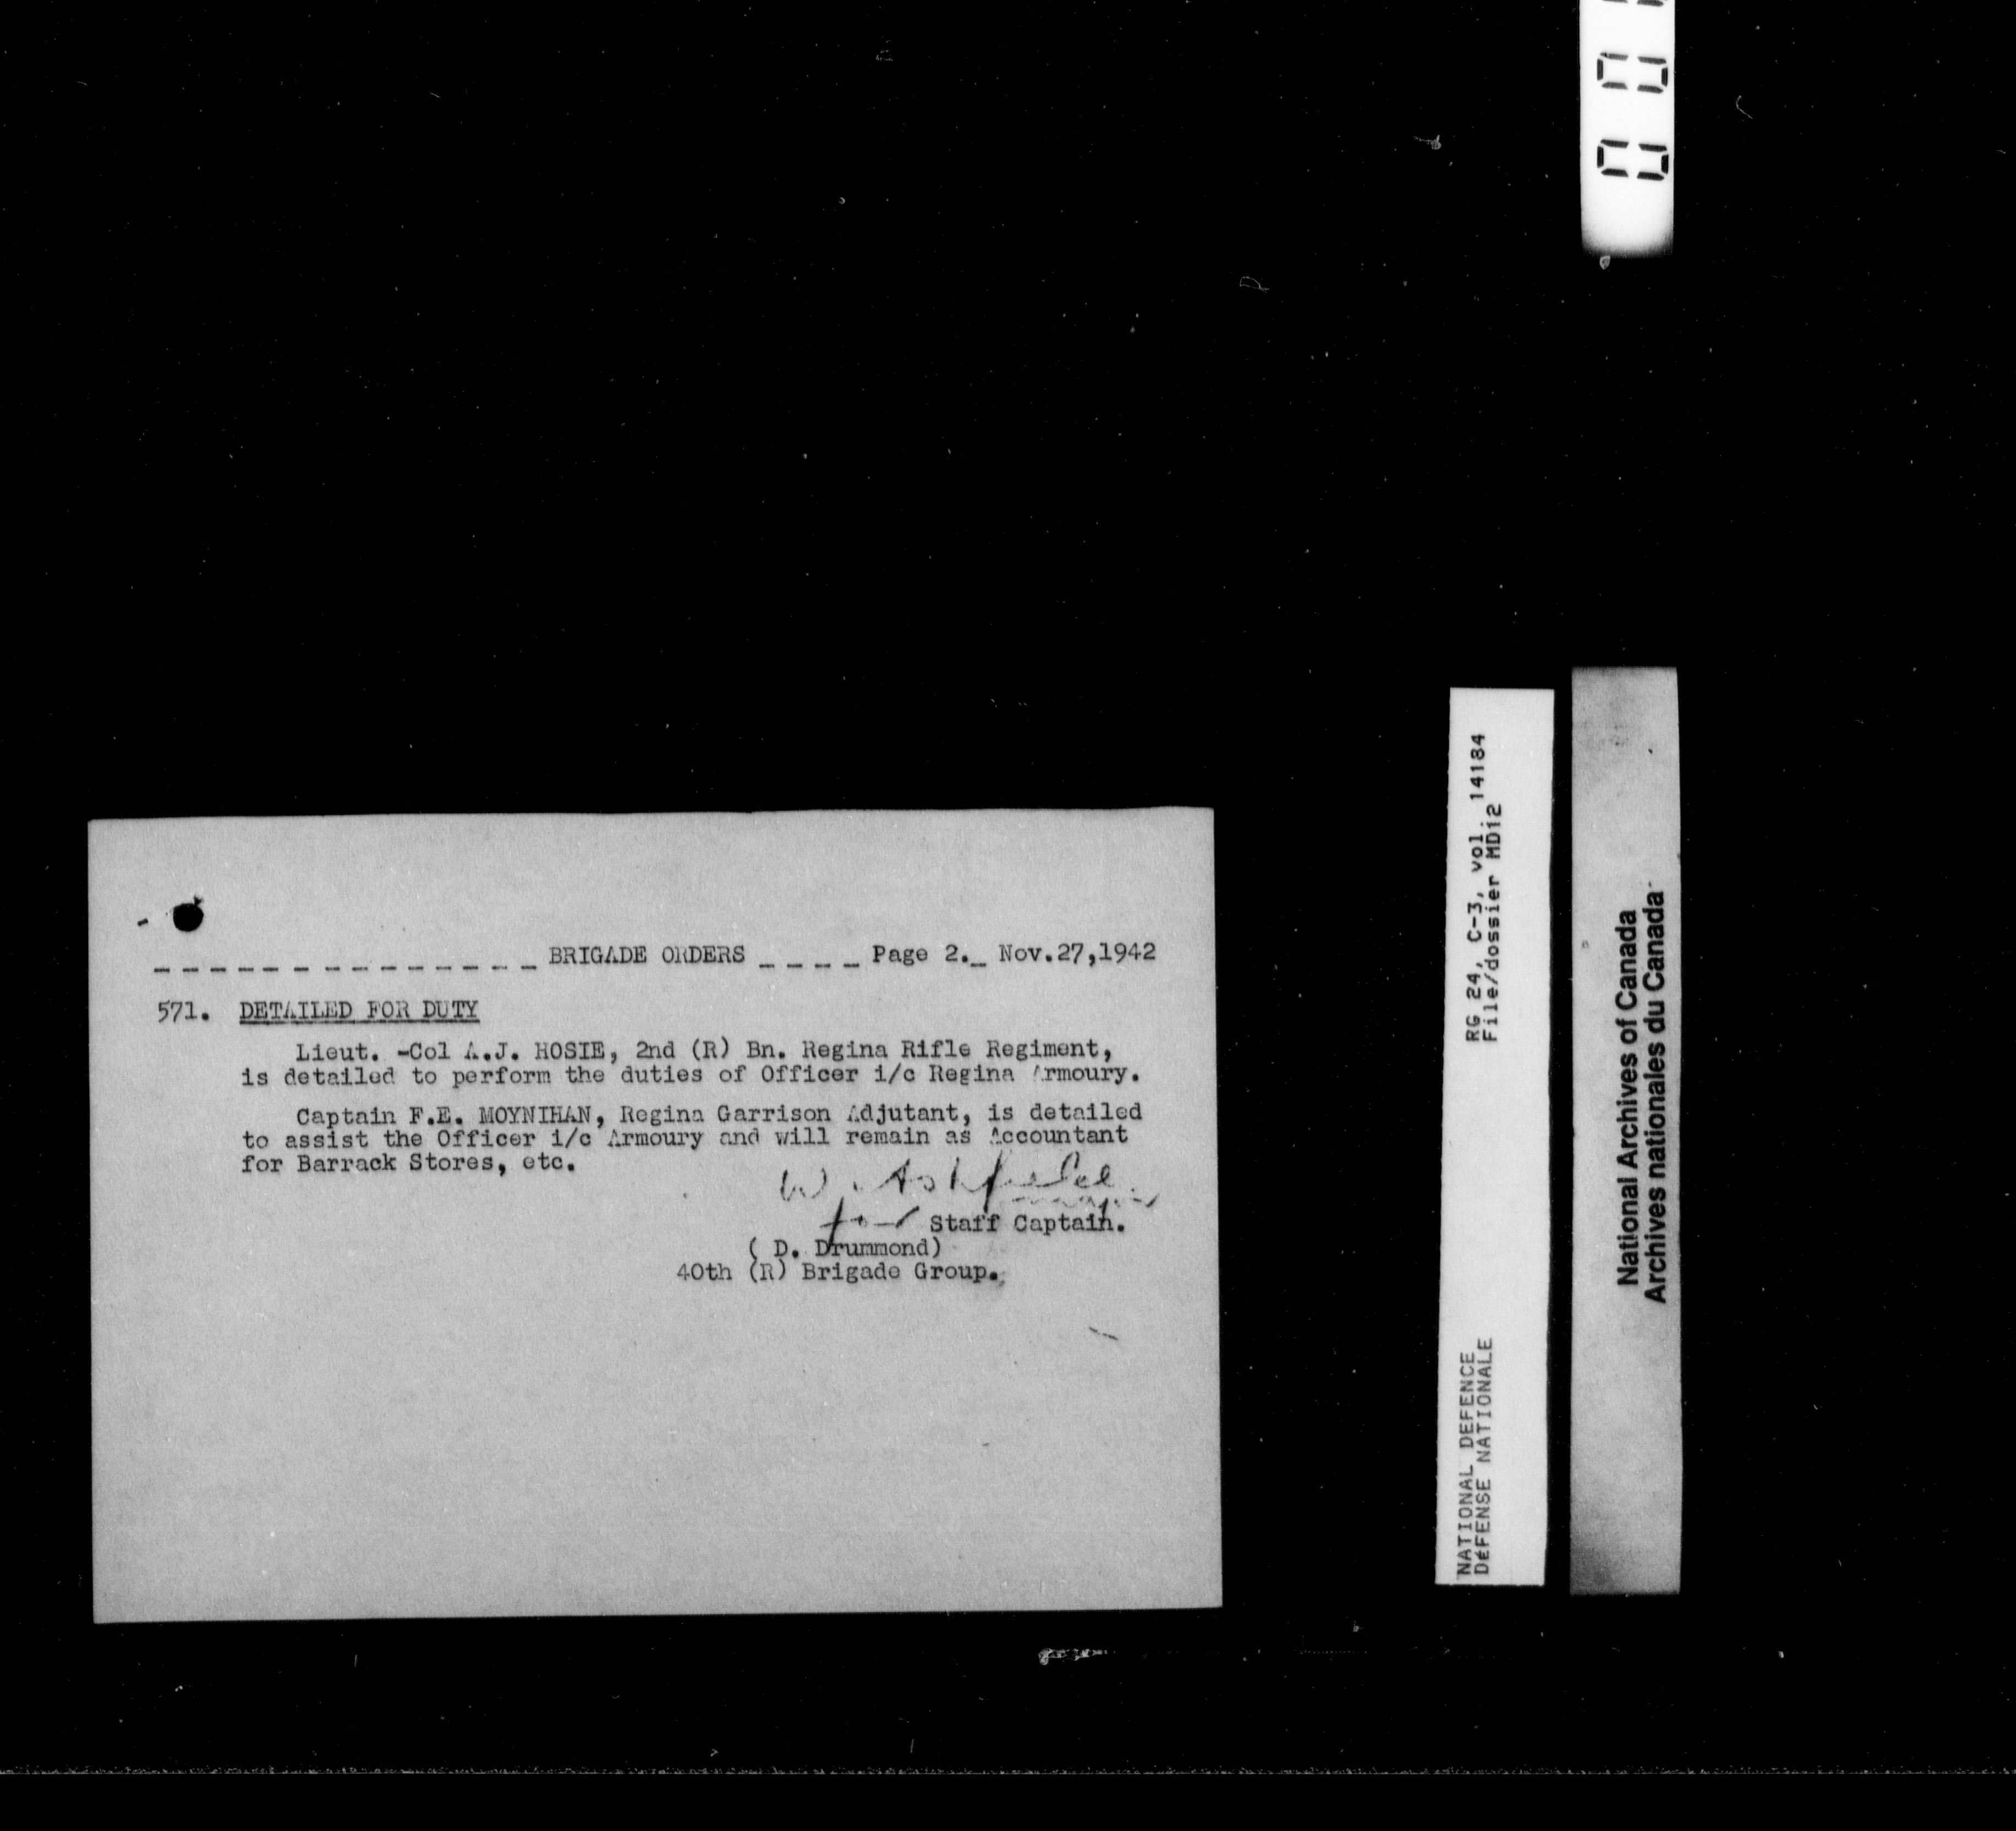 _ _ _ _ _ _ _ _ _ _ _ _ _ _ BRIGADE ORDERS _ _ _ _ Page 2._ Nov.27,1942
571. DETAILED FOR DUTY
Lieut. -Col A.J. HOSIE, 2nd (R) Bn. Regina Rifle Regiment,
is detailed to perform the duties of Officer i/c Regina Armoury.
Captain F.E. MOYNIHAN, Regina Garrison Adjutant, is detailed
to assist the Officer i/c Armoury and will remain as Accountant
for Barrack Stores, etc.
W. Ashfield
major
for Staff Captain.
( D. Drummond)
40th (R) Brigade Group.
RG 24, C-3, vol. 14184
File/dossier MD12
NATIONAL DEFENCE
DéFENSE NATIONALE
National Archives of Canada
Archives nationales du Canada